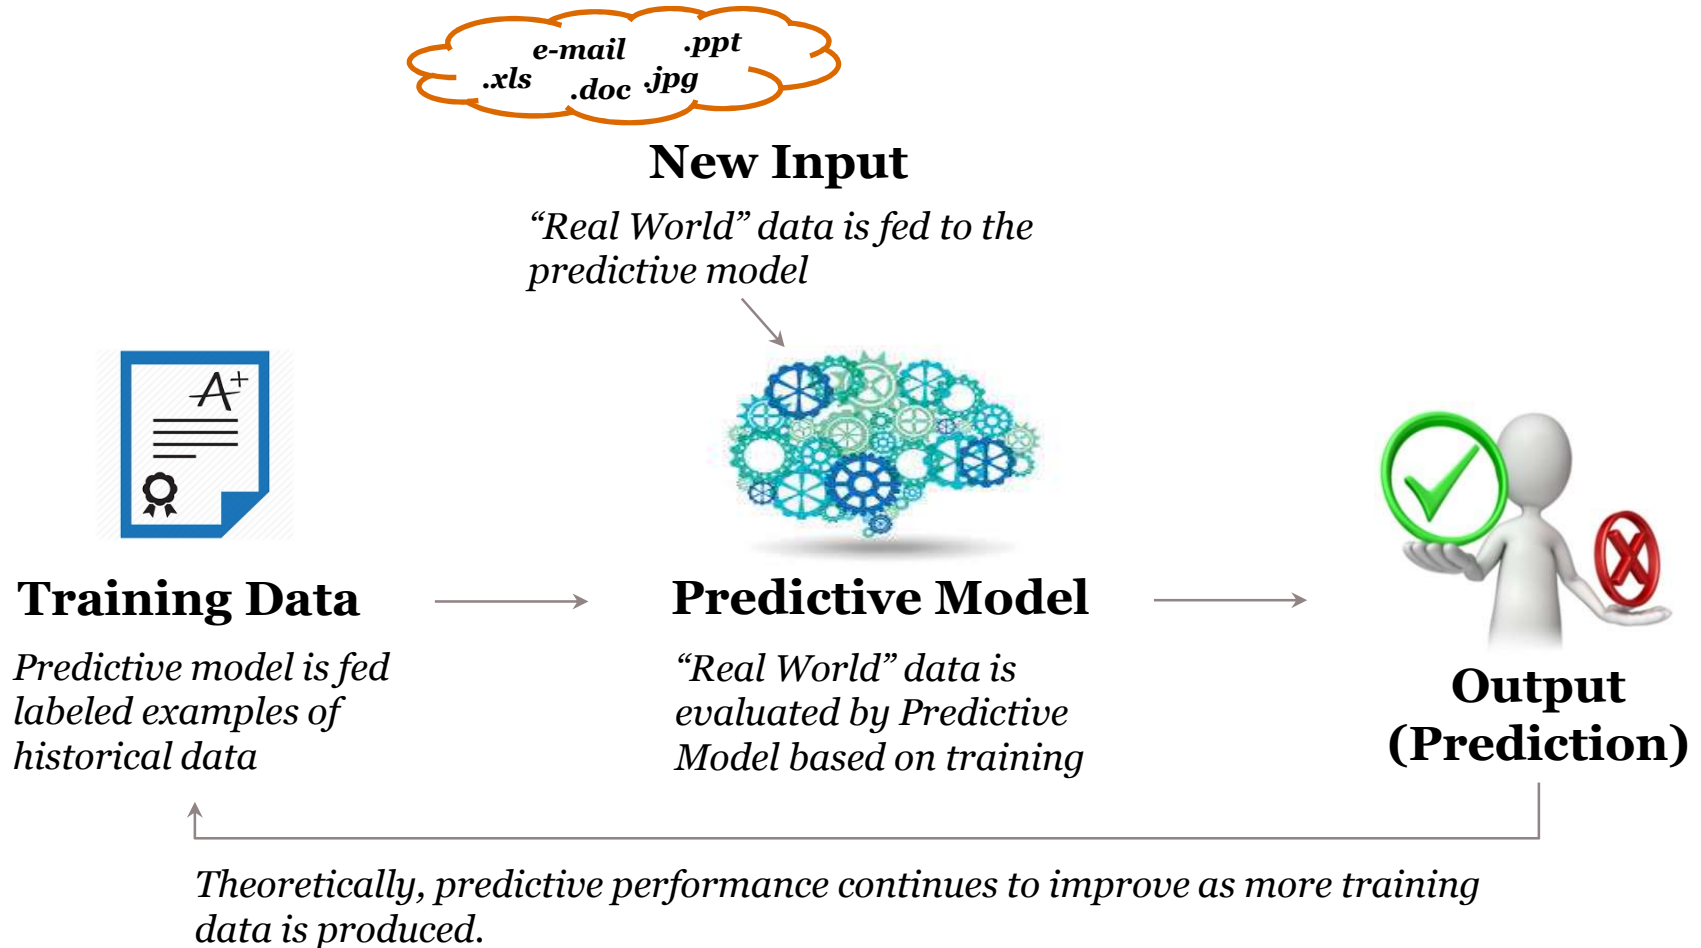 e-mail .ppt
.xls .doc .jpg
New Input
“Real World” data is fed to the
predictive model
A+
Training Data
Predictive model is fed
labeled examples of
historical data
Predictive Model
“Real World” data is
evaluated by Predictive
Model based on training
X
Output
(Prediction)
Theoretically, predictive performance continues to improve as more training
data is produced.